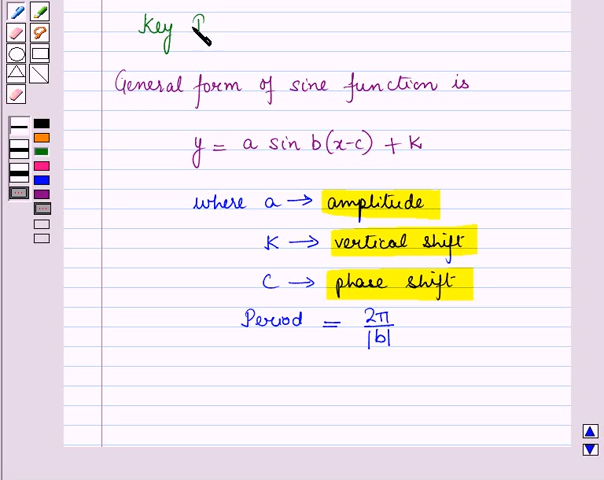 Key
General form of sine function is
y = a sin b(x-c) + K
where a → amplitude
K → vertical shift
C → phase shift
Period = 2π/|b|